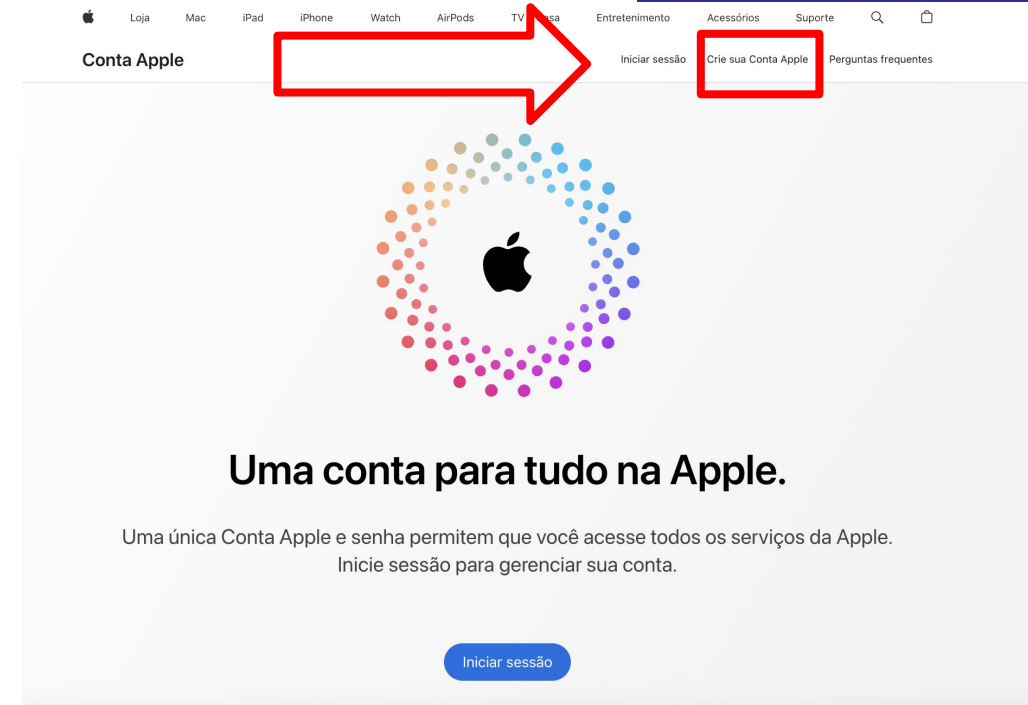 Loja Mac iPad iPhone Watch AirPods TV Entretenimento Acessórios Suporte
Conta Apple
Iniciar sessão Crie sua Conta Apple Perguntas frequentes
Uma conta para tudo na Apple.
Uma única Conta Apple e senha permitem que você acesse todos os serviços da Apple.
Inicie sessão para gerenciar sua conta.
Iniciar sessão